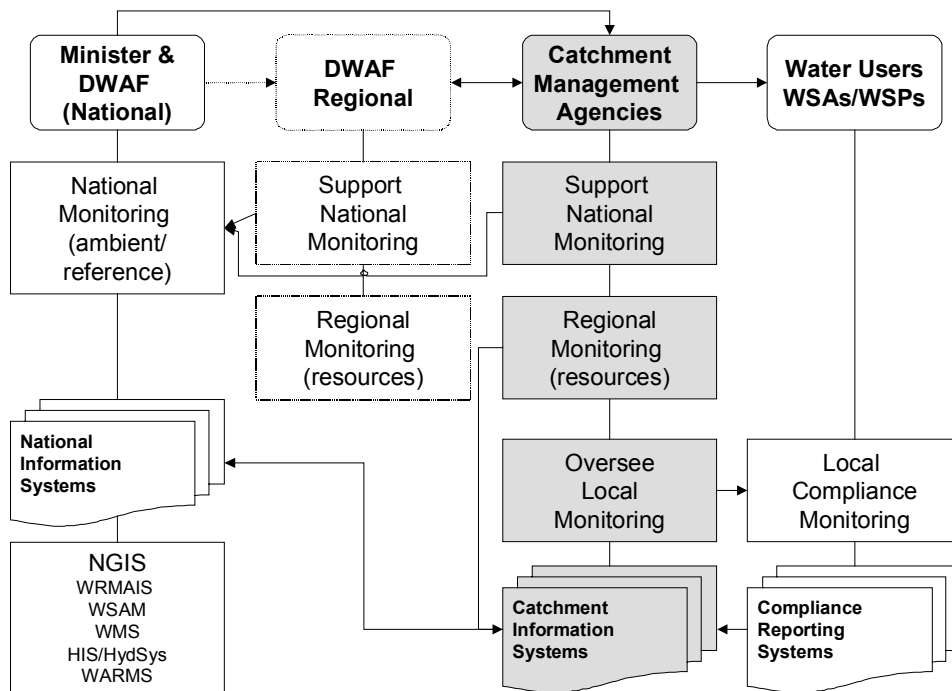 Minister &
DWAF
(National)
DWAF
Regional
Catchment
Management
Agencies
Water Users
WSAs/WSPs
National
Monitoring
(ambient/
reference)
Support
National
Monitoring
Support
National
Monitoring
Regional
Monitoring
(resources)
Regional
Monitoring
(resources)
National
Information
Systems
Oversee
Local
Monitoring
Local
Compliance
Monitoring
NGIS
WRMAIS
WSAM
WMS
HIS/HydSys
WARMS
Catchment
Information
Systems
Compliance
Reporting
Systems